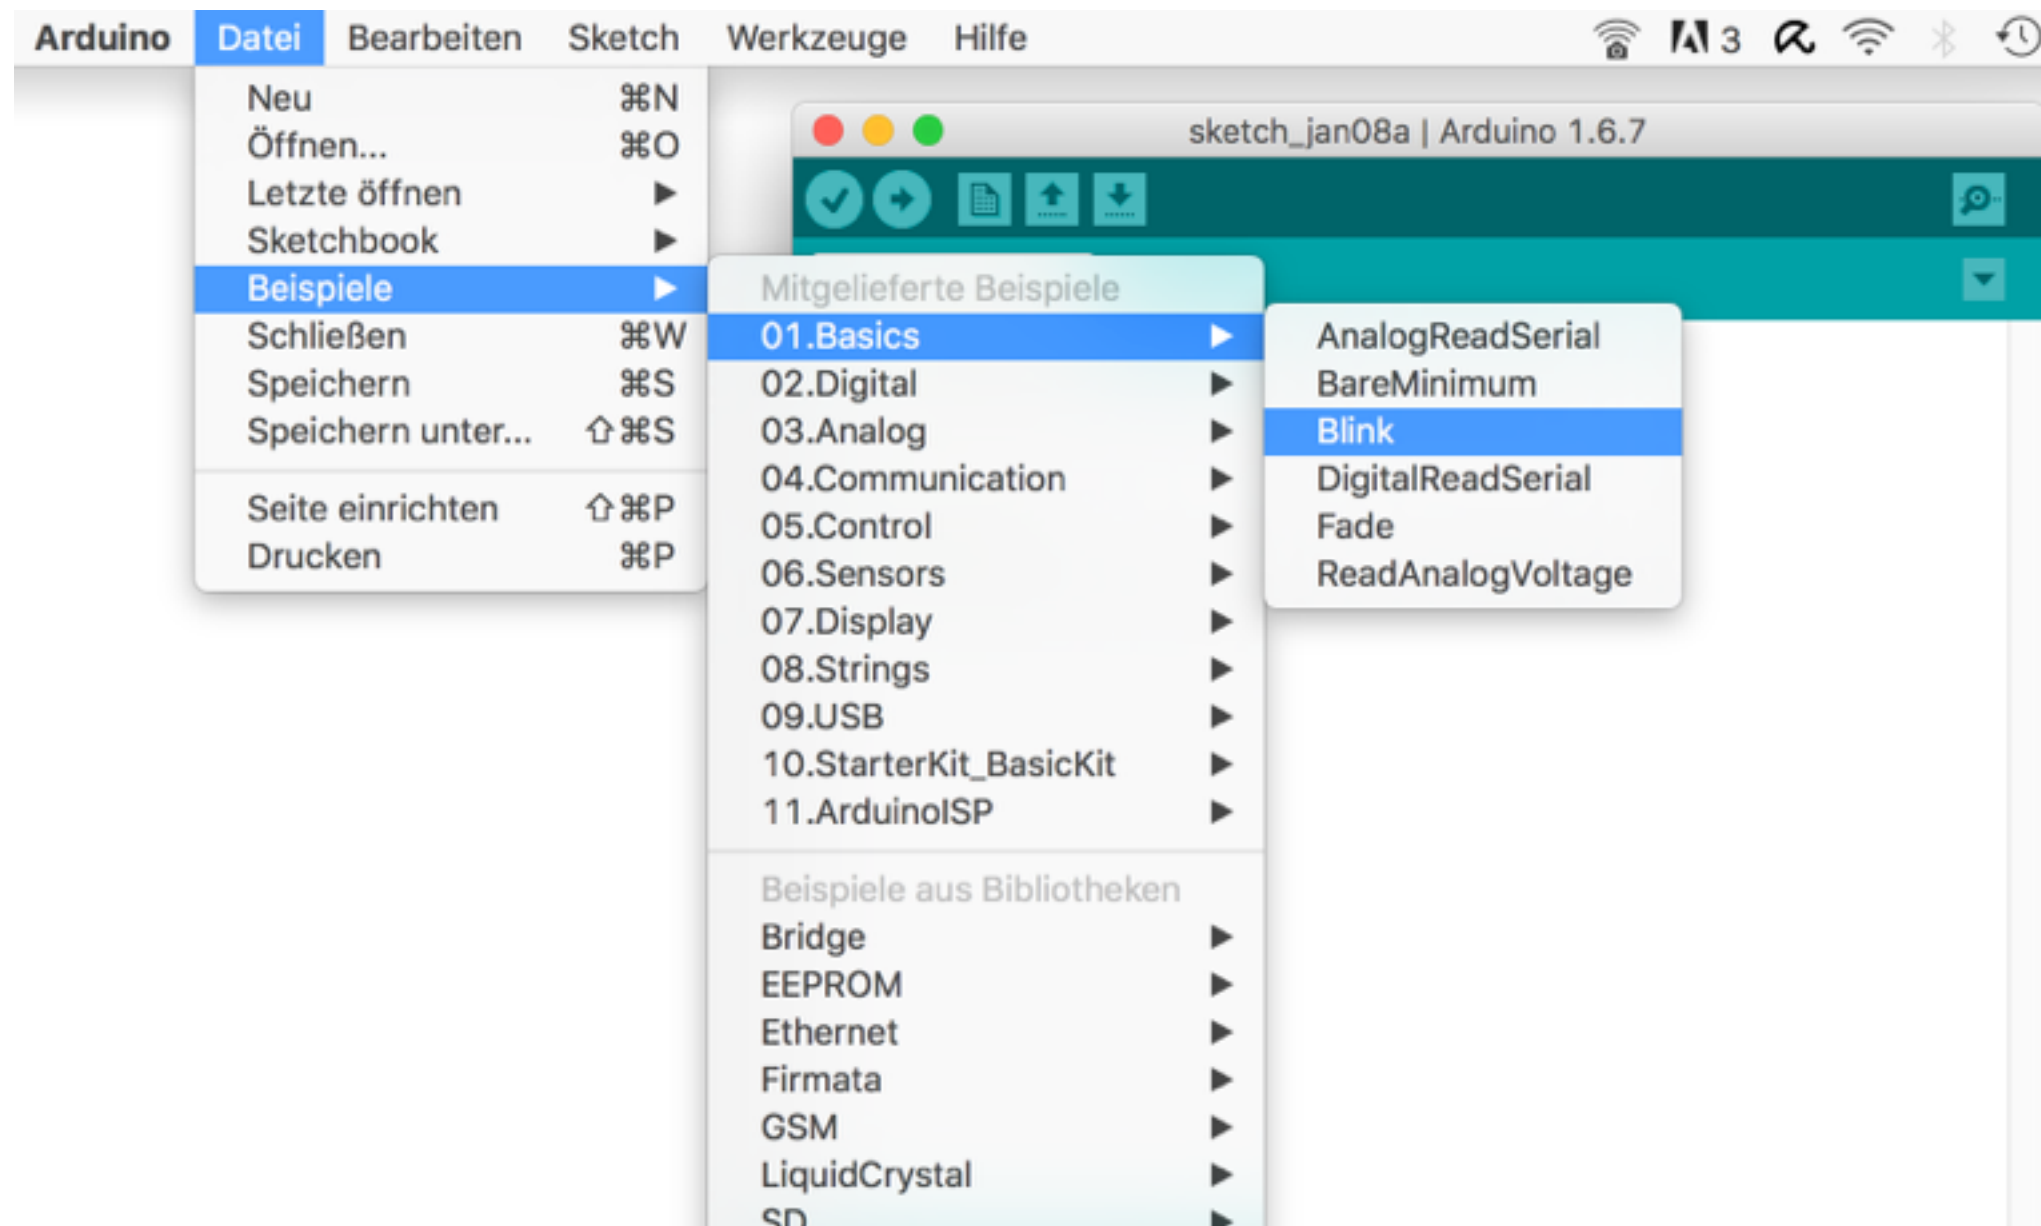 Arduino Datei Bearbeiten Sketch Werkzeuge Hilfe 3
Neu ⌘N
Öffnen... ⌘O
Letzte öffnen ▶
Sketchbook ▶
Beispiele ▶
Schließen ⌘W
Speichern ⌘S
Speichern unter... ⇧⌘S
Seite einrichten ⇧⌘P
Drucken ⌘P
sketch_jan08a | Arduino 1.6.7
Mitgelieferte Beispiele
01.Basics ▶
02.Digital ▶
03.Analog ▶
04.Communication ▶
05.Control ▶
06.Sensors ▶
07.Display ▶
08.Strings ▶
09.USB ▶
10.StarterKit_BasicKit ▶
11.ArduinoISP ▶
Beispiele aus Bibliotheken
Bridge ▶
EEPROM ▶
Ethernet ▶
Firmata ▶
GSM ▶
LiquidCrystal ▶
SD ▶
AnalogReadSerial
BareMinimum
Blink
DigitalReadSerial
Fade
ReadAnalogVoltage